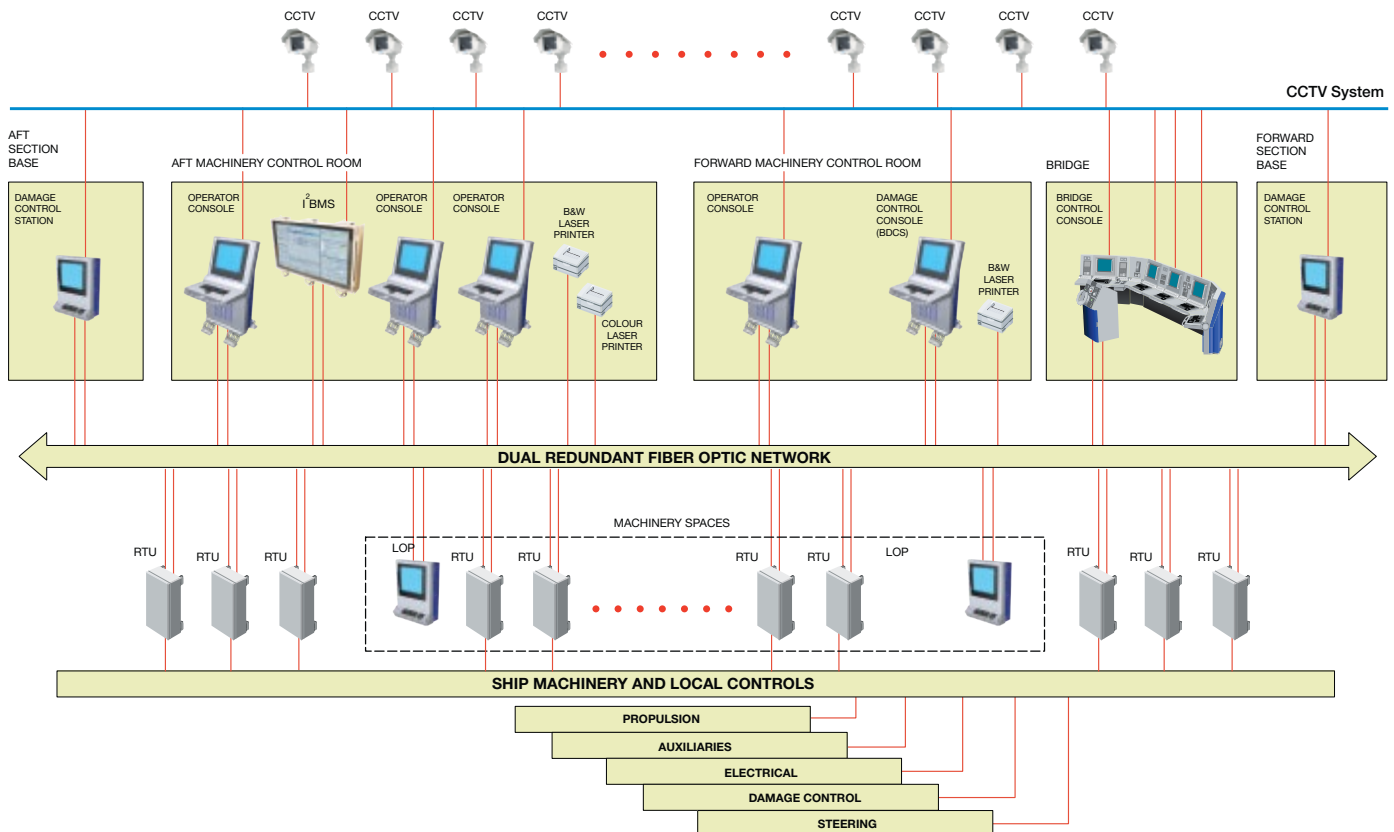 CCTV CCTV CCTV CCTV CCTV CCTV CCTV CCTV
CCTV System
AFT
SECTION
BASE
AFT MACHINERY CONTROL ROOM
FORWARD MACHINERY CONTROL ROOM
BRIDGE
FORWARD
SECTION
BASE
DAMAGE
CONTROL
STATION
OPERATOR
CONSOLE
I²BMS
OPERATOR
CONSOLE
OPERATOR
CONSOLE
B&W
LASER
PRINTER
COLOUR
LASER
PRINTER
OPERATOR
CONSOLE
DAMAGE
CONTROL
CONSOLE
(BDCS)
B&W
LASER
PRINTER
BRIDGE
CONTROL
CONSOLE
DAMAGE
CONTROL
STATION
DUAL REDUNDANT FIBER OPTIC NETWORK
MACHINERY SPACES
RTU RTU RTU LOP RTU RTU RTU RTU LOP RTU RTU RTU
SHIP MACHINERY AND LOCAL CONTROLS
PROPULSION
AUXILIARIES
ELECTRICAL
DAMAGE CONTROL
STEERING